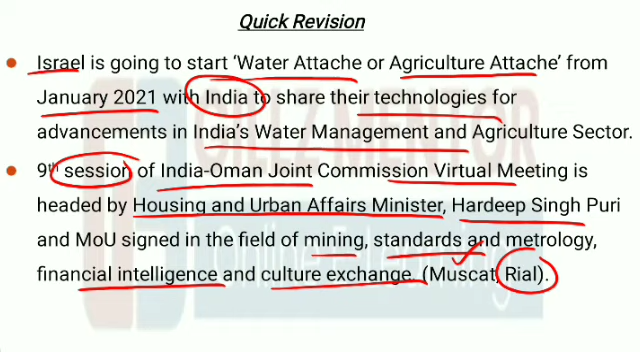 Quick Revision
• Israel is going to start 'Water Attache or Agriculture Attache' from
January 2021 with India to share their technologies for
advancements in India's Water Management and Agriculture Sector.
• 9th session of India-Oman Joint Commission Virtual Meeting is
headed by Housing and Urban Affairs Minister, Hardeep Singh Puri
and MoU signed in the field of mining, standards and metrology,
financial intelligence and culture exchange. (Muscat, Rial).